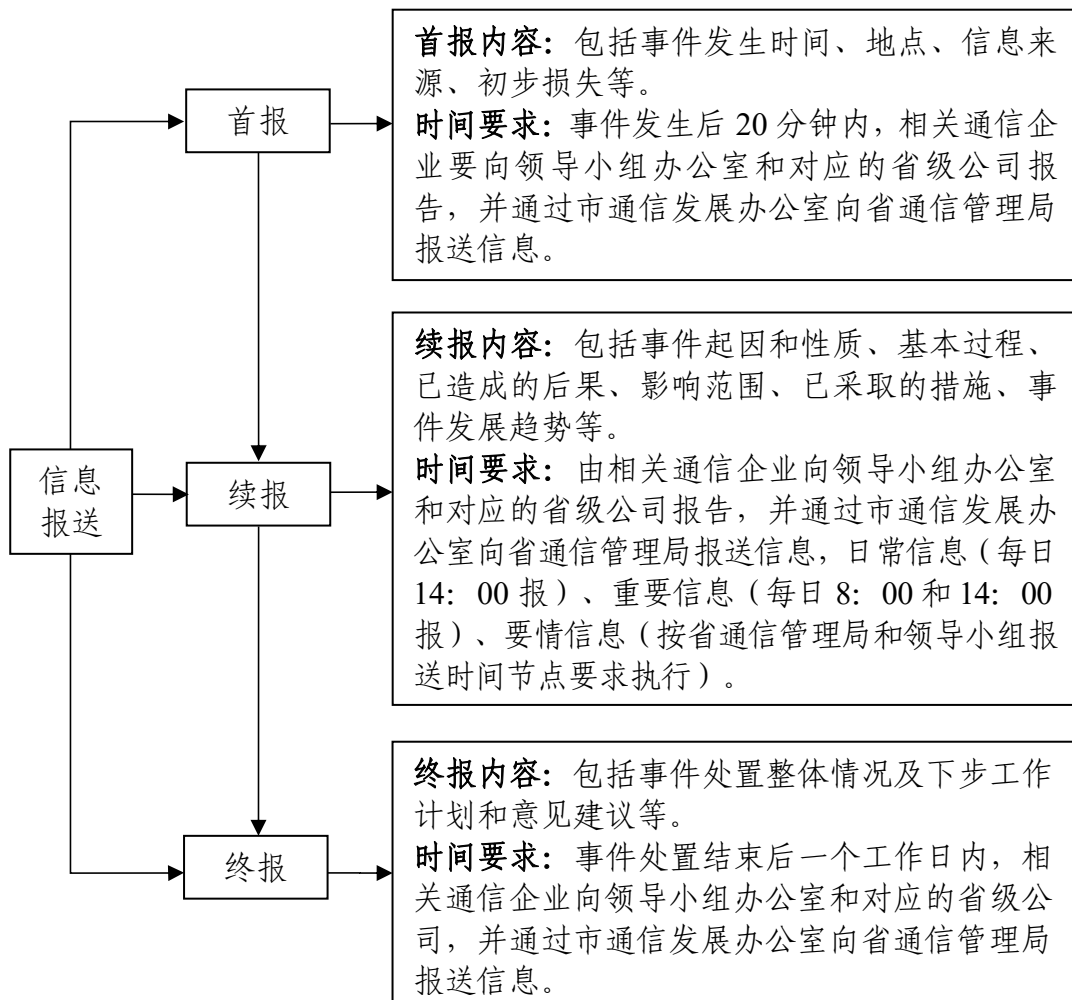 首报内容：包括事件发生时间、地点、信息来
源、初步损失等。
时间要求：事件发生后 20 分钟内，相关通信企
业要向领导小组办公室和对应的省级公司报
告，并通过市通信发展办公室向省通信管理局
报送信息。
首报
续报内容：包括事件起因和性质、基本过程、
已造成的后果、影响范围、已采取的措施、事
件发展趋势等。
时间要求：由相关通信企业向领导小组办公室
和对应的省级公司报告，并通过市通信发展办
公室向省通信管理局报送信息，日常信息（每日
14：00 报）、重要信息（每日 8：00 和 14：00
报）、要情信息（按省通信管理局和领导小组报
送时间节点要求执行）。
信息
报送
续报
终报内容：包括事件处置整体情况及下步工作
计划和意见建议等。
时间要求：事件处置结束后一个工作日内，相
关通信企业向领导小组办公室和对应的省级公
司，并通过市通信发展办公室向省通信管理局
报送信息。
终报